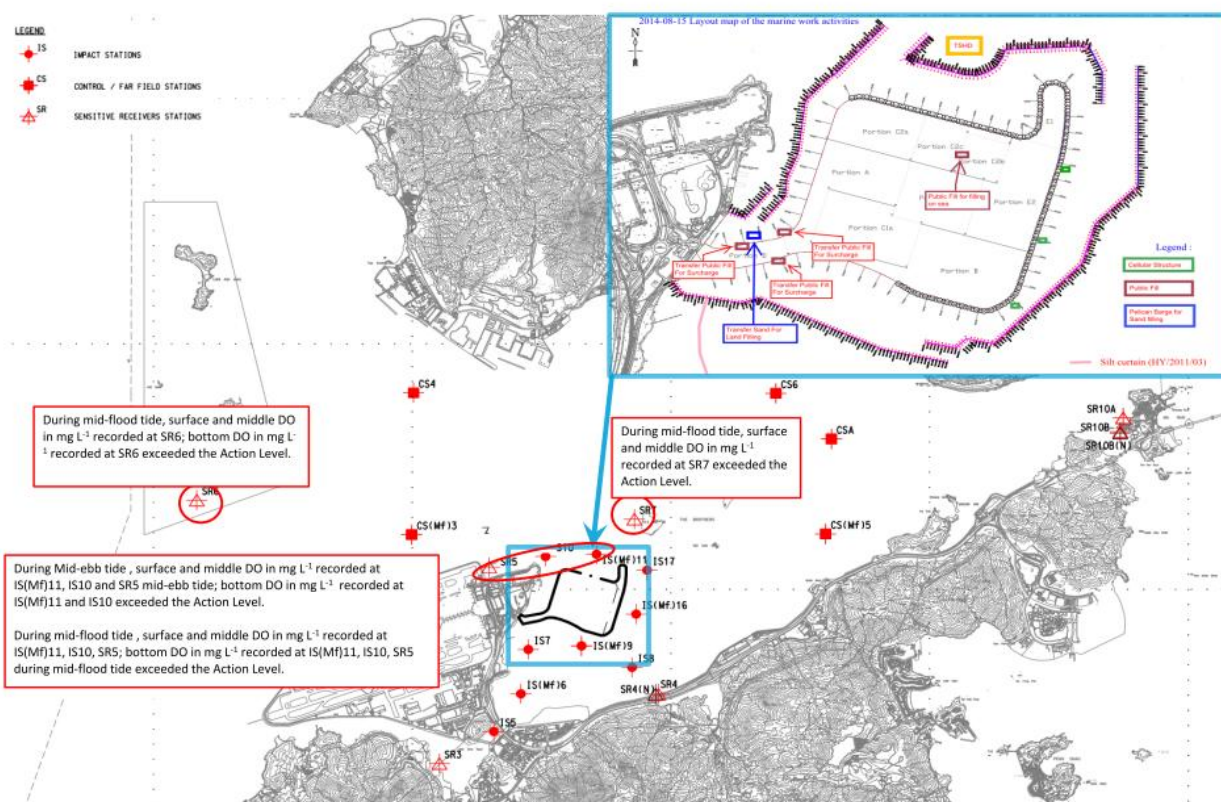 LEGEND
IS
IMPACT STATIONS
CS
CONTROL / FAR FIELD STATIONS
SR
SENSITIVE RECEIVERS STATIONS
2014-08-15 Layout map of the marine work activities
N
TSHD
C1
Portion C2a
Portion C2c
Portion C2b
Portion A
Public Fill for filling
on sea
Portion E2
Portion C1a
Transfer Public Fill
For Surcharge
Transfer Public Fill
For Surcharge
Transfer Public Fill
For Surcharge
Portion B
Transfer Sand For
Land Filling
Legend :
Cellular Structure
Public Fill
Pelican Barge for
Sand filling
Silt curtain (HY/2011/03)
CS4
CS6
CSA
SR10A
SR10B
SR10B(N)
During mid-flood tide, surface and middle DO
in mg L-1 recorded at SR6; bottom DO in mg L-
1 recorded at SR6 exceeded the Action Level.
During mid-flood tide, surface
and middle DO in mg L-1
recorded at SR7 exceeded the
Action Level.
SR6
SR7
THE BROTHERS
CS(Mf)3
CS(Mf)5
SR5
IS10
IS(Mf)11
IS17
During Mid-ebb tide , surface and middle DO in mg L-1 recorded at
IS(Mf)11, IS10 and SR5 mid-ebb tide; bottom DO in mg L-1 recorded at
IS(Mf)11 and IS10 exceeded the Action Level.
During mid-flood tide , surface and middle DO in mg L-1 recorded at
IS(Mf)11, IS10, SR5; bottom DO in mg L-1 recorded at IS(Mf)11, IS10, SR5
during mid-flood tide exceeded the Action Level.
IS(Mf)16
IS7
IS(Mf)9
IS8
IS(Mf)6
SR4(N)
SR4
IS5
SR3